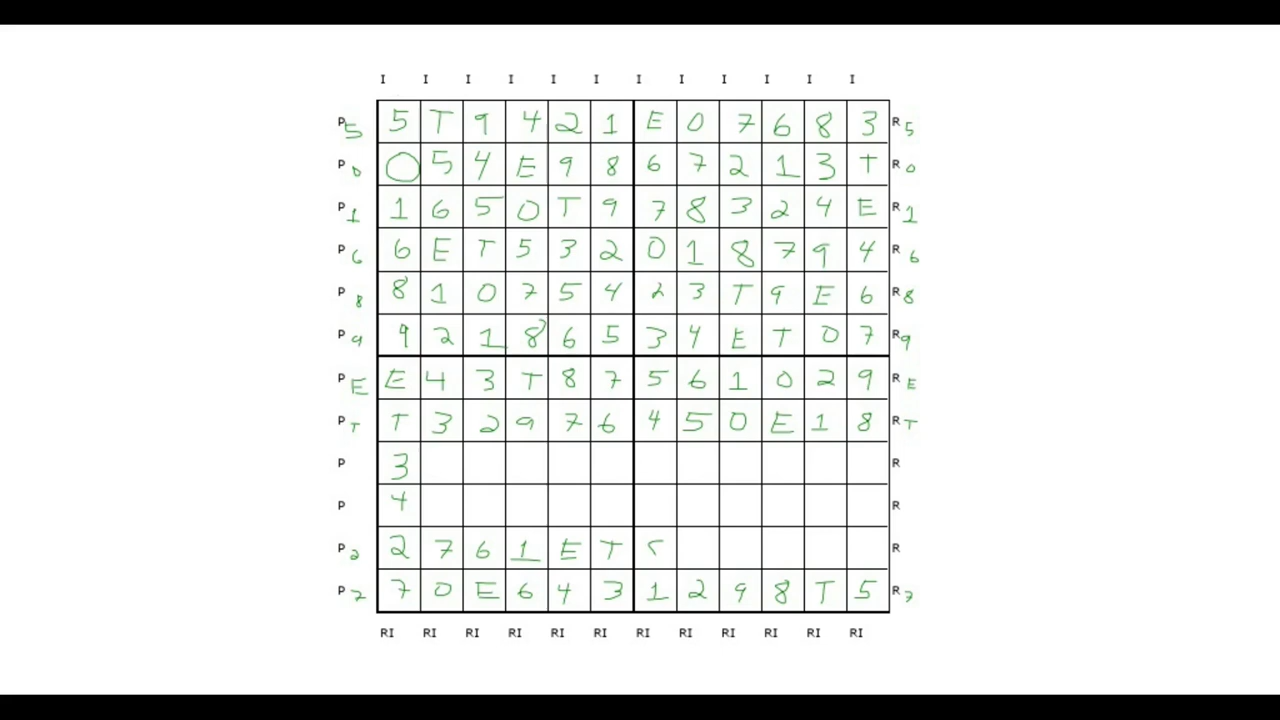 I I I I I I I I I I I I
P5 5 T 9 4 2 1 E 0 7 6 8 3 R5
P0 0 5 4 E 9 8 6 7 2 1 3 T R0
P1 1 6 5 0 T 9 7 8 3 2 4 E R1
P6 6 E T 5 3 2 0 1 8 7 9 4 R6
P8 8 1 0 7 5 4 2 3 T 9 E 6 R8
P9 9 2 1 8 6 5 3 4 E T 0 7 R9
PE E 4 3 T 8 7 5 6 1 0 2 9 RE
PT T 3 2 9 7 6 4 5 0 E 1 8 RT
P 3 R
P 4 R
P2 2 7 6 1 E T R
P7 7 0 E 6 4 3 1 2 9 8 T 5 R7
RI RI RI RI RI RI RI RI RI RI RI RI